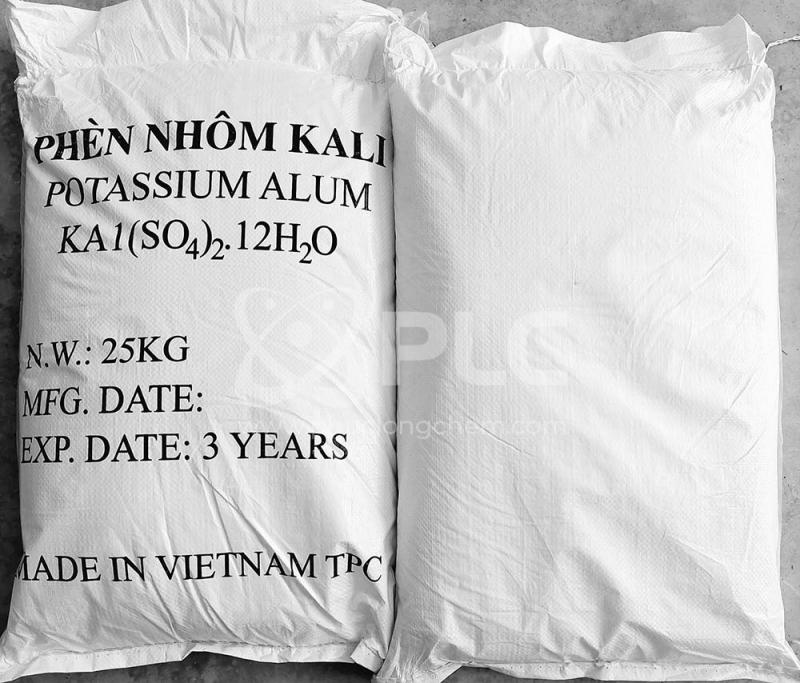 PHÈN NHÔM KALI
POTASSIUM ALUM
KA1(SO₄)₂.12H₂O
N.W.: 25KG
MFG. DATE:
EXP. DATE: 3 YEARS
MADE IN VIETNAM TPC
PLG